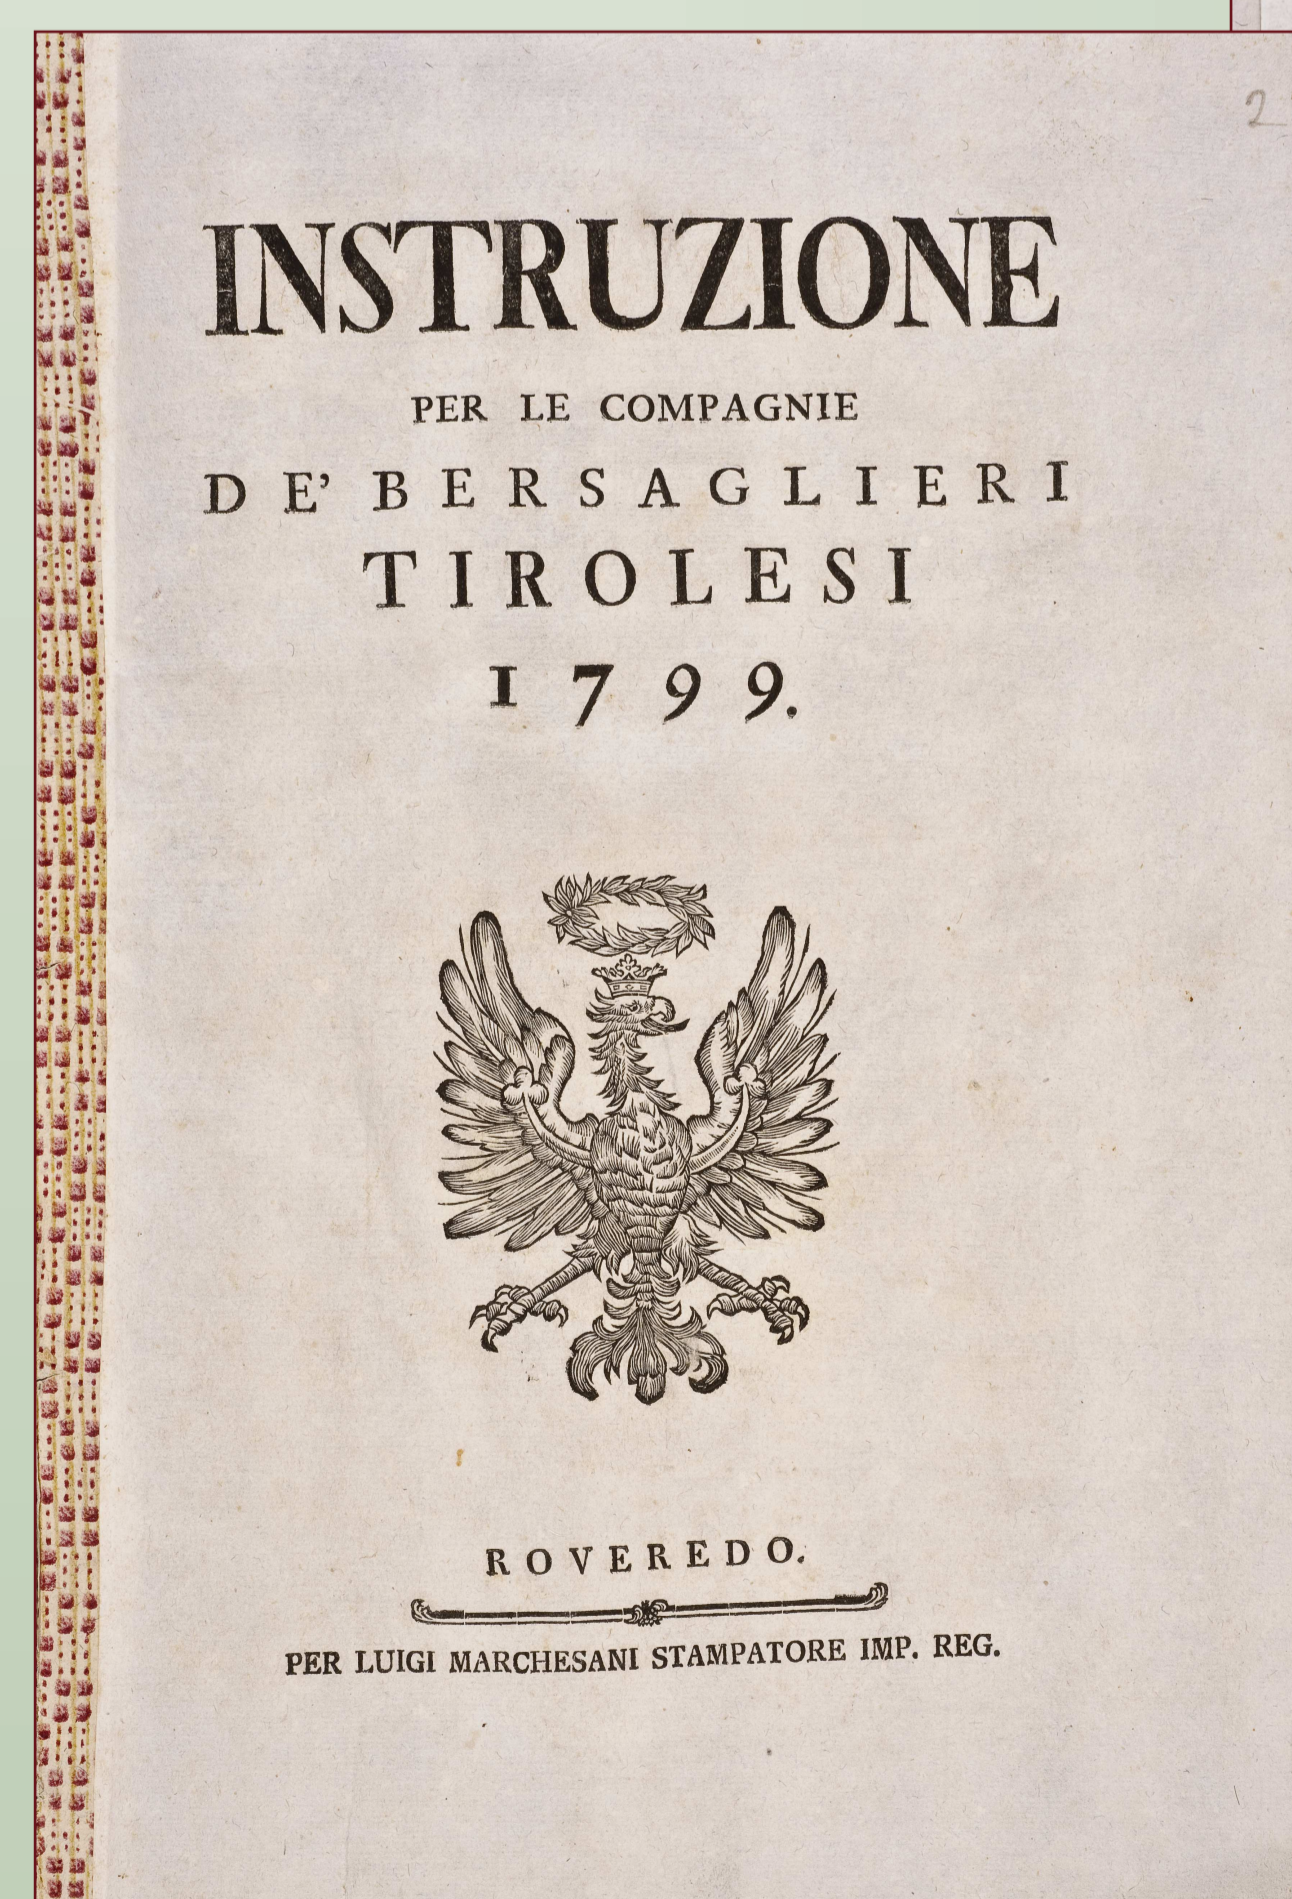 2
INSTRUZIONE
PER LE COMPAGNIE
DE' BERSAGLIERI
TIROLESI
1799.
ROVEREDO.
PER LUIGI MARCHESANI STAMPATORE IMP. REG.